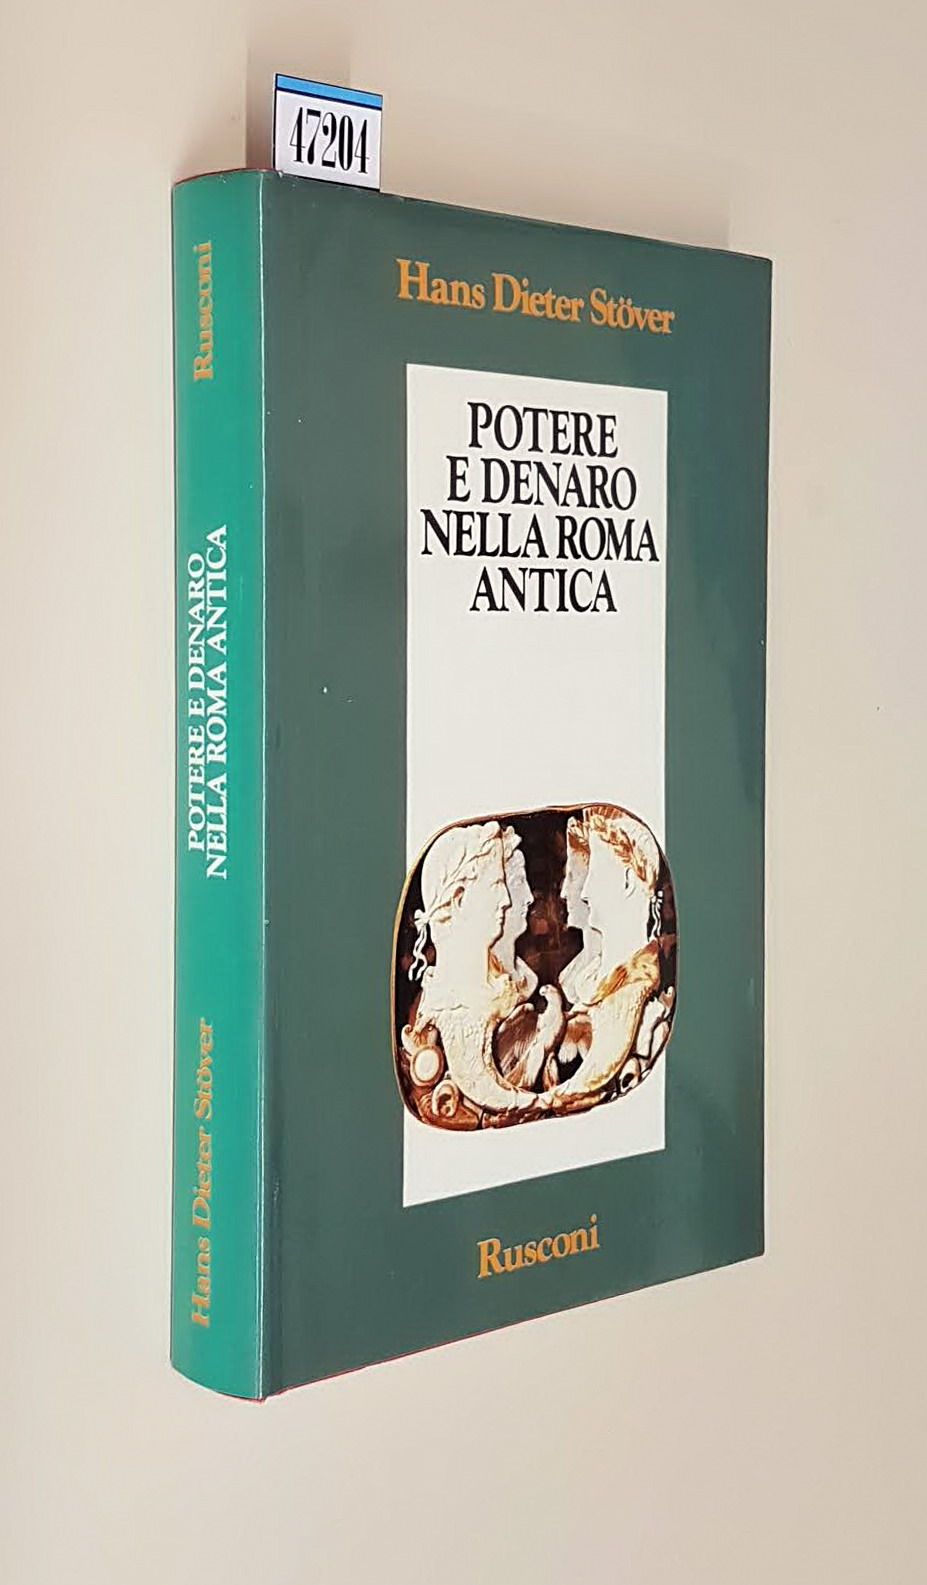 47204
Hans Dieter Stöver
POTERE
E DENARO
NELLA ROMA
ANTICA
Rusconi
Rusconi
POTERE E DENARO
NELLA ROMA ANTICA
Hans Dieter Stöver